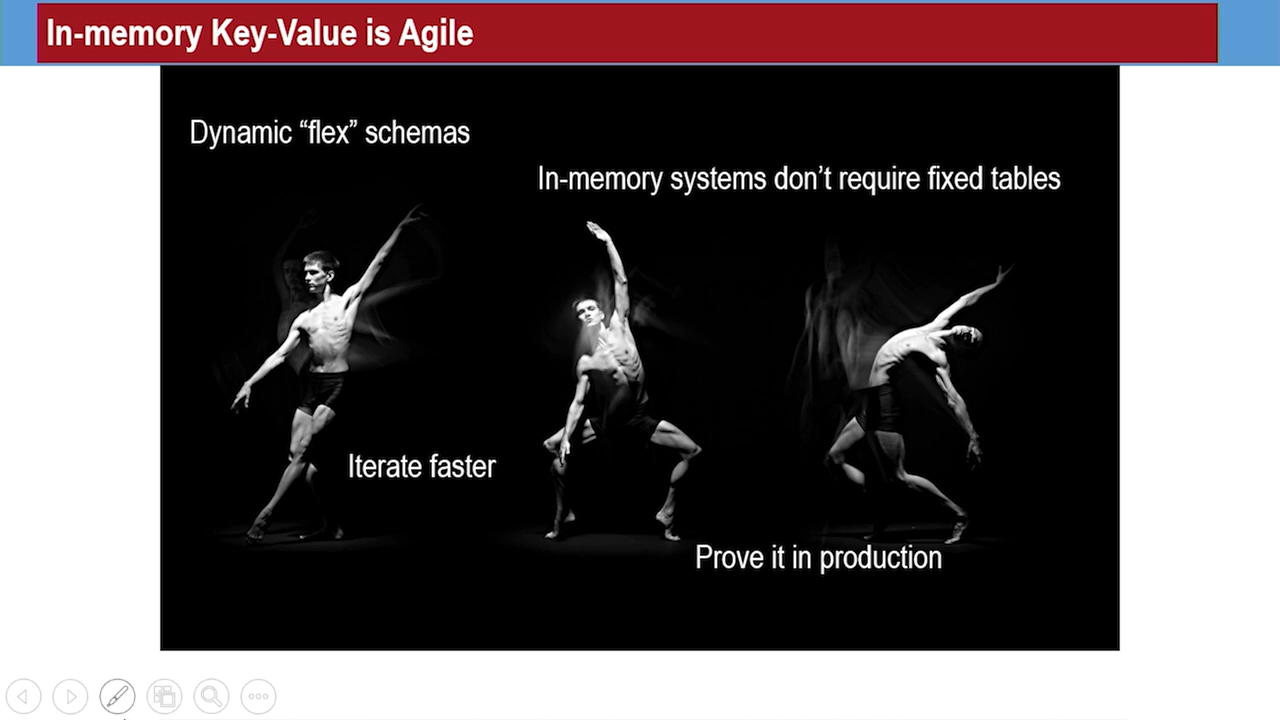 In-memory Key-Value is Agile
Dynamic “flex” schemas
In-memory systems don’t require fixed tables
Iterate faster
Prove it in production